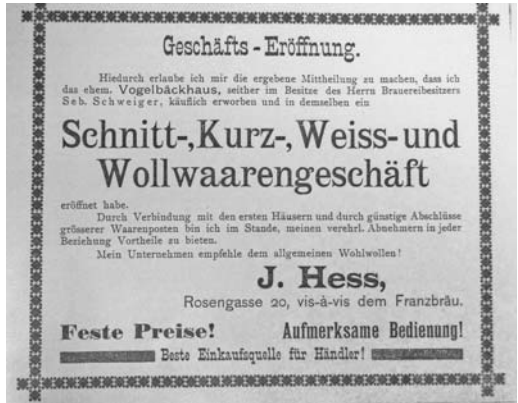 Geschäfts-Eröffnung.
Hiedurch erlaube ich mir die ergebene Mittheilung zu machen, dass ich
das ehem. Vogelbäckhaus, seither im Besitze des Herrn Brauereibesitzers
Seb. Schweiger, käuflich erworben und in demselben ein
Schnitt-, Kurz-, Weiss- und
Wollwaarengeschäft
eröffnet habe.
Durch Verbindung mit den ersten Häusern und durch günstige Abschlüsse
grösserer Waarenposten bin ich im Stande, meinen verehrl. Abnehmern in jeder
Beziehung Vortheile zu bieten.
Mein Unternehmen empfehle dem allgemeinen Wohlwollen!
J. Hess,
Rosengasse 20, vis-à-vis dem Franzbräu.
Feste Preise! Aufmerksame Bedienung!
Beste Einkaufsquelle für Händler!